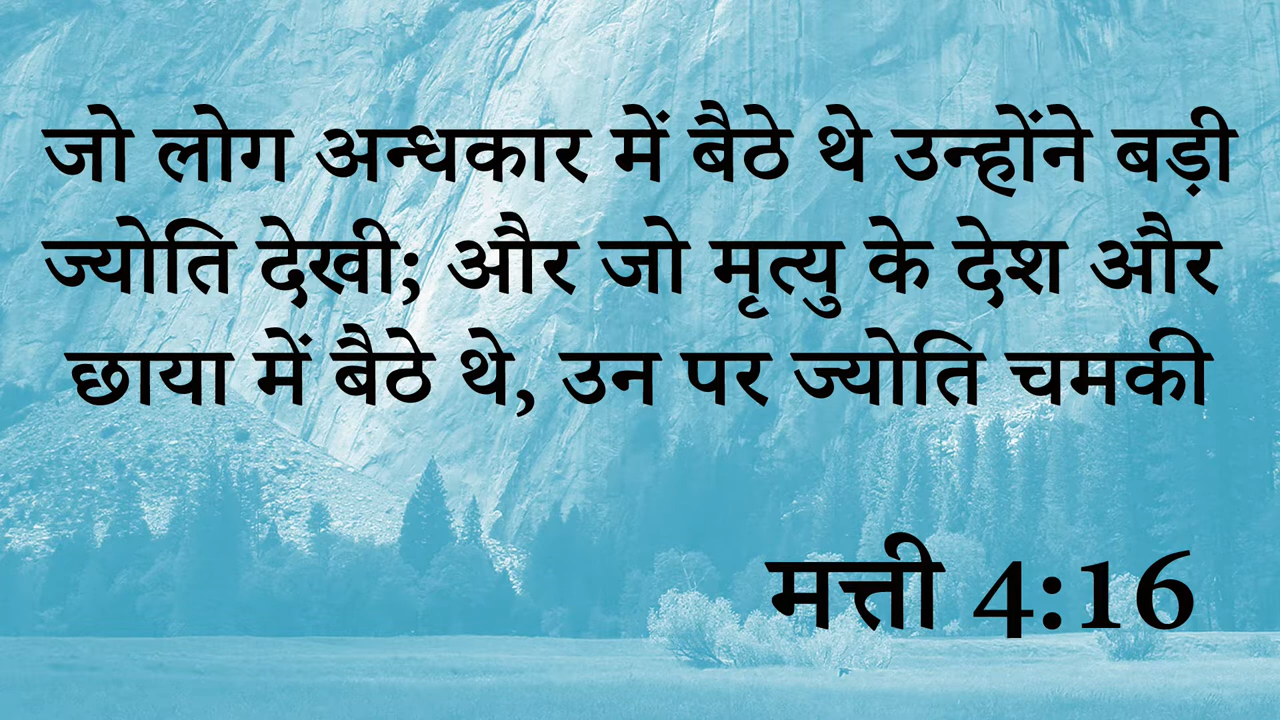 जो लोग अन्धकार में बैठे थे उन्होंने बड़ी
ज्योति देखी; और जो मृत्यु के देश और
छाया में बैठे थे, उन पर ज्योति चमकी
मत्ती 4:16